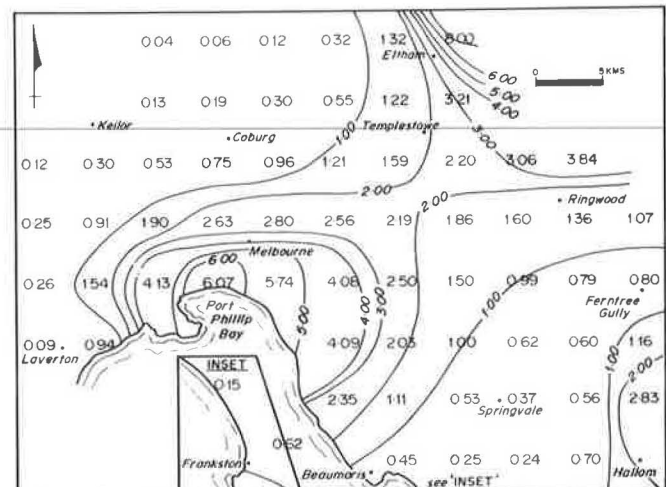 0·04 0·06 0·12 0·32 1·32 8·00
Eltham
6·00
5·00
4·00
0 5 KMS
0·13 0·19 0·30 0·55 1·22 3·21
Keilor
Coburg
1·00
Templestowe
3·00
0·12 0·30 0·53 0·75 0·96 1·21 1·59 2·20 3·06 3·84
2·00
2·00
Ringwood
0·25 0·91 1·90 2·63 2·80 2·56 2·19 1·86 1·60 1·36 1·07
Melbourne
6·00
0·26 1·54 4·13 6·07 5·74 4·08 2·50 1·50 0·99 0·79 0·80
4·00
3·00
1·00
Port
Phillip
Bay
5·00
Ferntree
Gully
0·09 0·94 4·09 2·03 1·00 0·62 0·60 1·16
Laverton
INSET
0·15
1·00
2·00
2·35 1·11 0·53 0·37 0·56 2·83
Springvale
0·62
Frankston
Beaumaris
0·45 0·25 0·24 0·70
Hallam
see 'INSET'